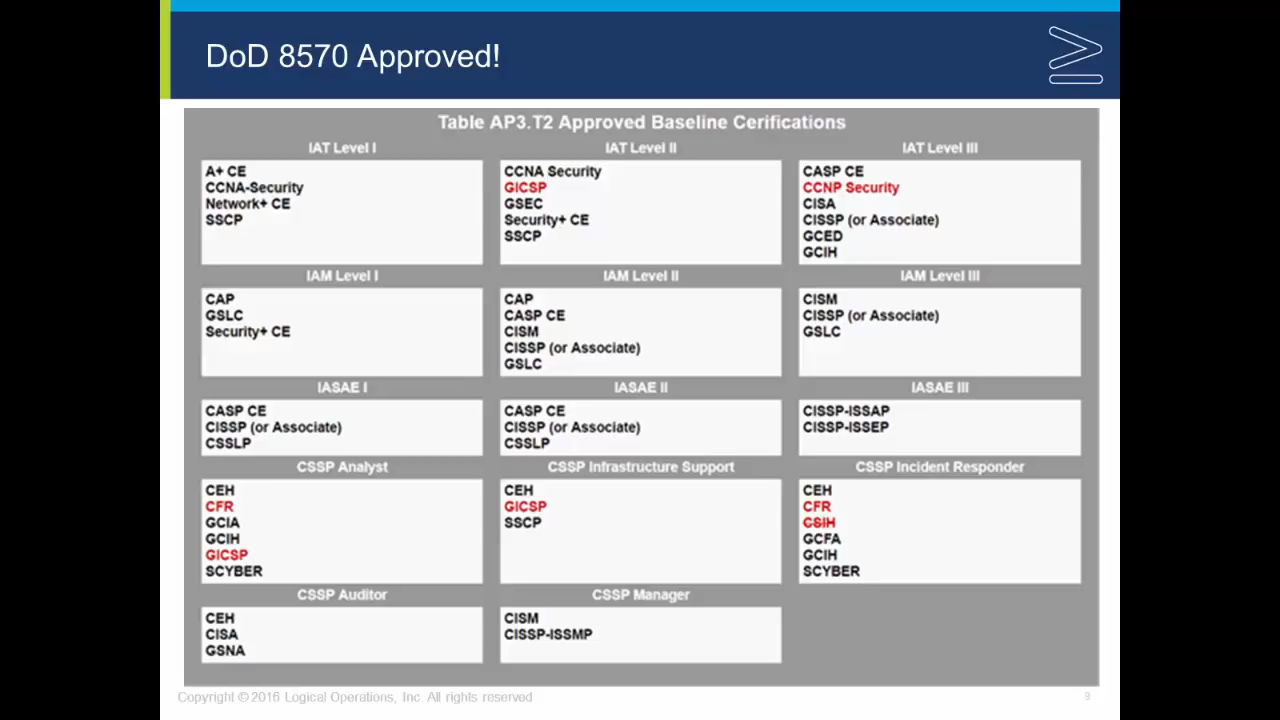 DoD 8570 Approved!
Table AP3.T2 Approved Baseline Cerifications
IAT Level I
A+ CE
CCNA-Security
Network+ CE
SSCP
IAT Level II
CCNA Security
GICSP
GSEC
Security+ CE
SSCP
IAT Level III
CASP CE
CCNP Security
CISA
CISSP (or Associate)
GCED
GCIH
IAM Level I
CAP
GSLC
Security+ CE
IAM Level II
CAP
CASP CE
CISM
CISSP (or Associate)
GSLC
IAM Level III
CISM
CISSP (or Associate)
GSLC
IASAE I
CASP CE
CISSP (or Associate)
CSSLP
IASAE II
CASP CE
CISSP (or Associate)
CSSLP
IASAE III
CISSP-ISSAP
CISSP-ISSEP
CSSP Analyst
CEH
CFR
GCIA
GCIH
GICSP
SCYBER
CSSP Infrastructure Support
CEH
GICSP
SSCP
CSSP Incident Responder
CEH
CFR
CSIH
GCFA
GCIH
SCYBER
CSSP Auditor
CEH
CISA
GSNA
CSSP Manager
CISM
CISSP-ISSMP
Copyright © 2016 Logical Operations, Inc. All rights reserved
9